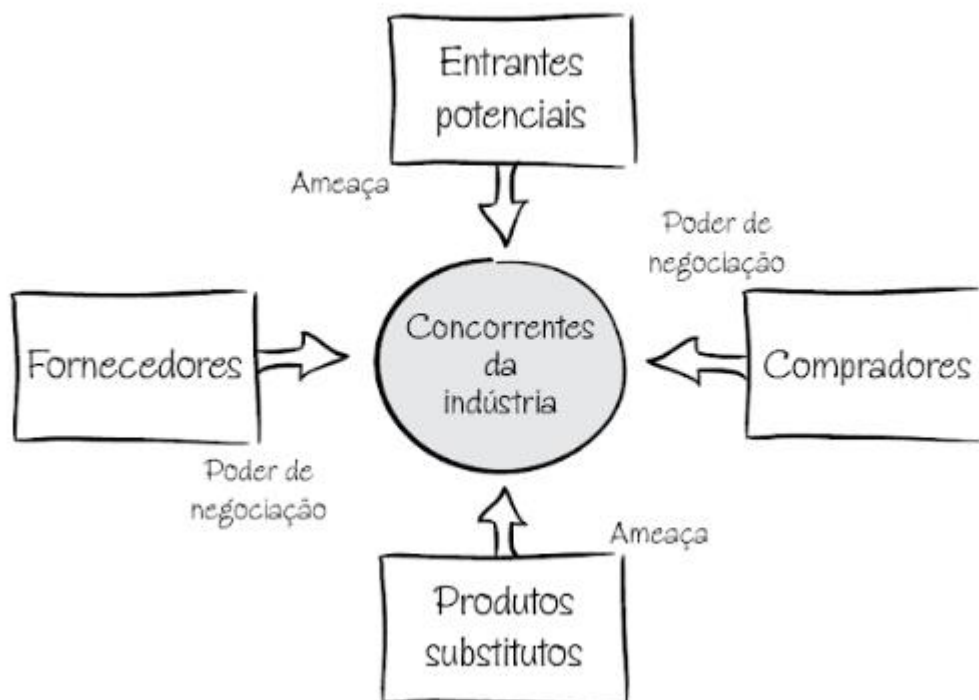 Entrantes
potenciais
Ameaça
Poder de
negociação
Fornecedores
Concorrentes
da
indústria
Compradores
Poder de
negociação
Ameaça
Produtos
substitutos